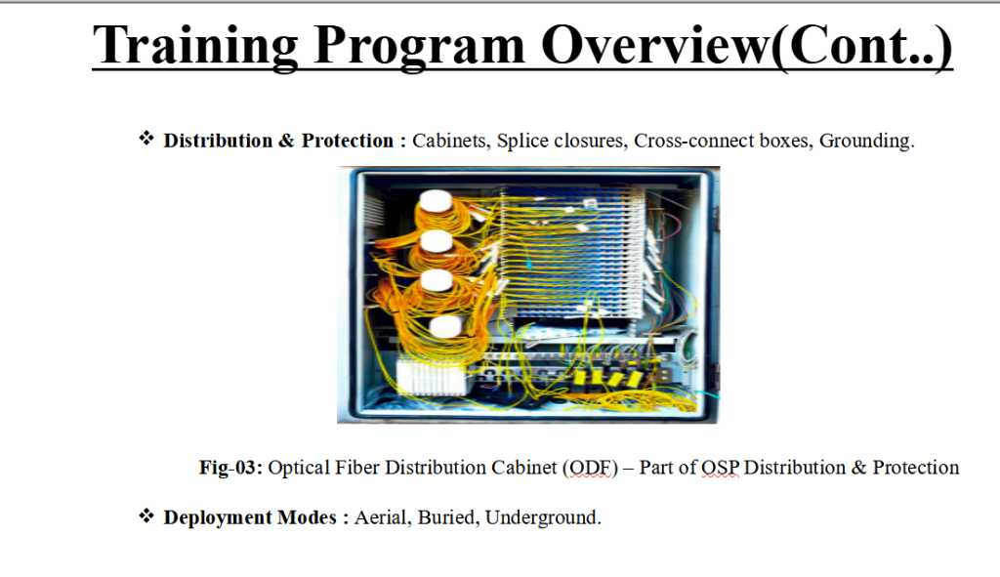 Training Program Overview(Cont..)
❖ Distribution & Protection : Cabinets, Splice closures, Cross-connect boxes, Grounding.
Fig-03: Optical Fiber Distribution Cabinet (ODF) – Part of OSP Distribution & Protection
❖ Deployment Modes : Aerial, Buried, Underground.